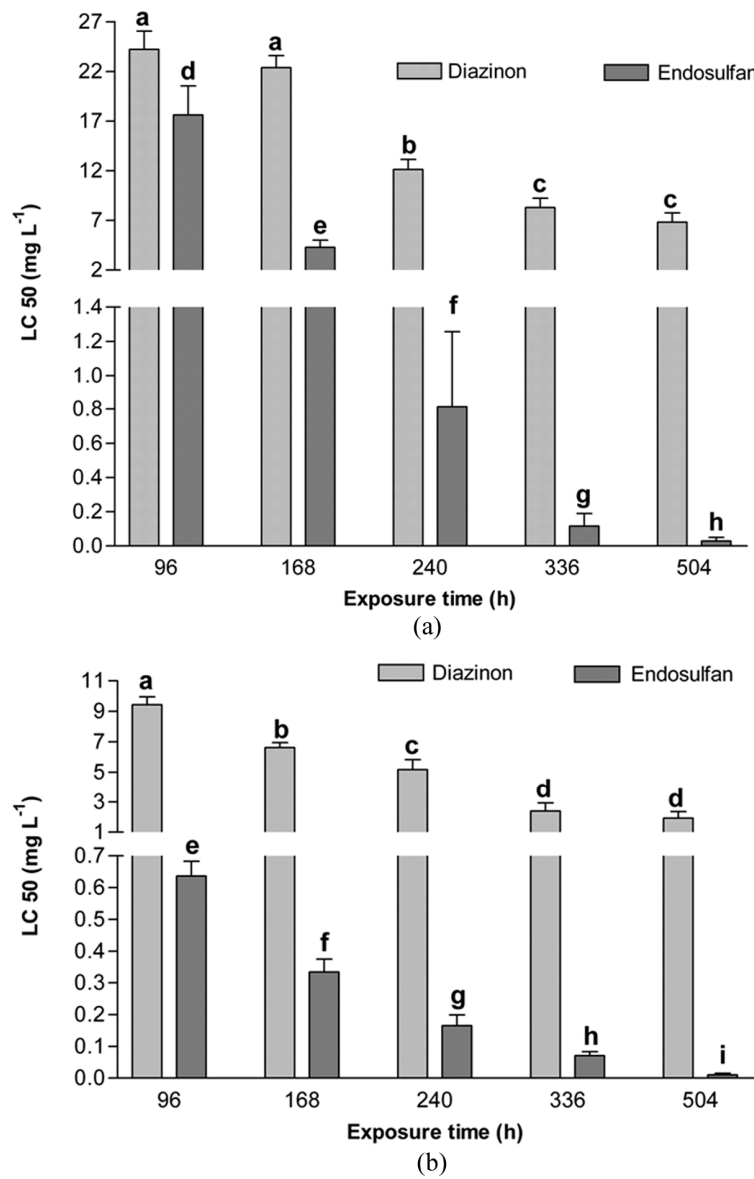 27
22
17
12
7
2
1.4
1.2
1.0
0.8
0.6
0.4
0.2
0.0
LC 50 (mg L⁻¹)
Diazinon Endosulfan
a d a e b f c g c h
96 168 240 336 504
Exposure time (h)
(a)
11
9
7
5
3
1
0.7
0.6
0.5
0.4
0.3
0.2
0.1
0.0
LC 50 (mg L⁻¹)
Diazinon Endosulfan
a e b f c g d h d i
96 168 240 336 504
Exposure time (h)
(b)